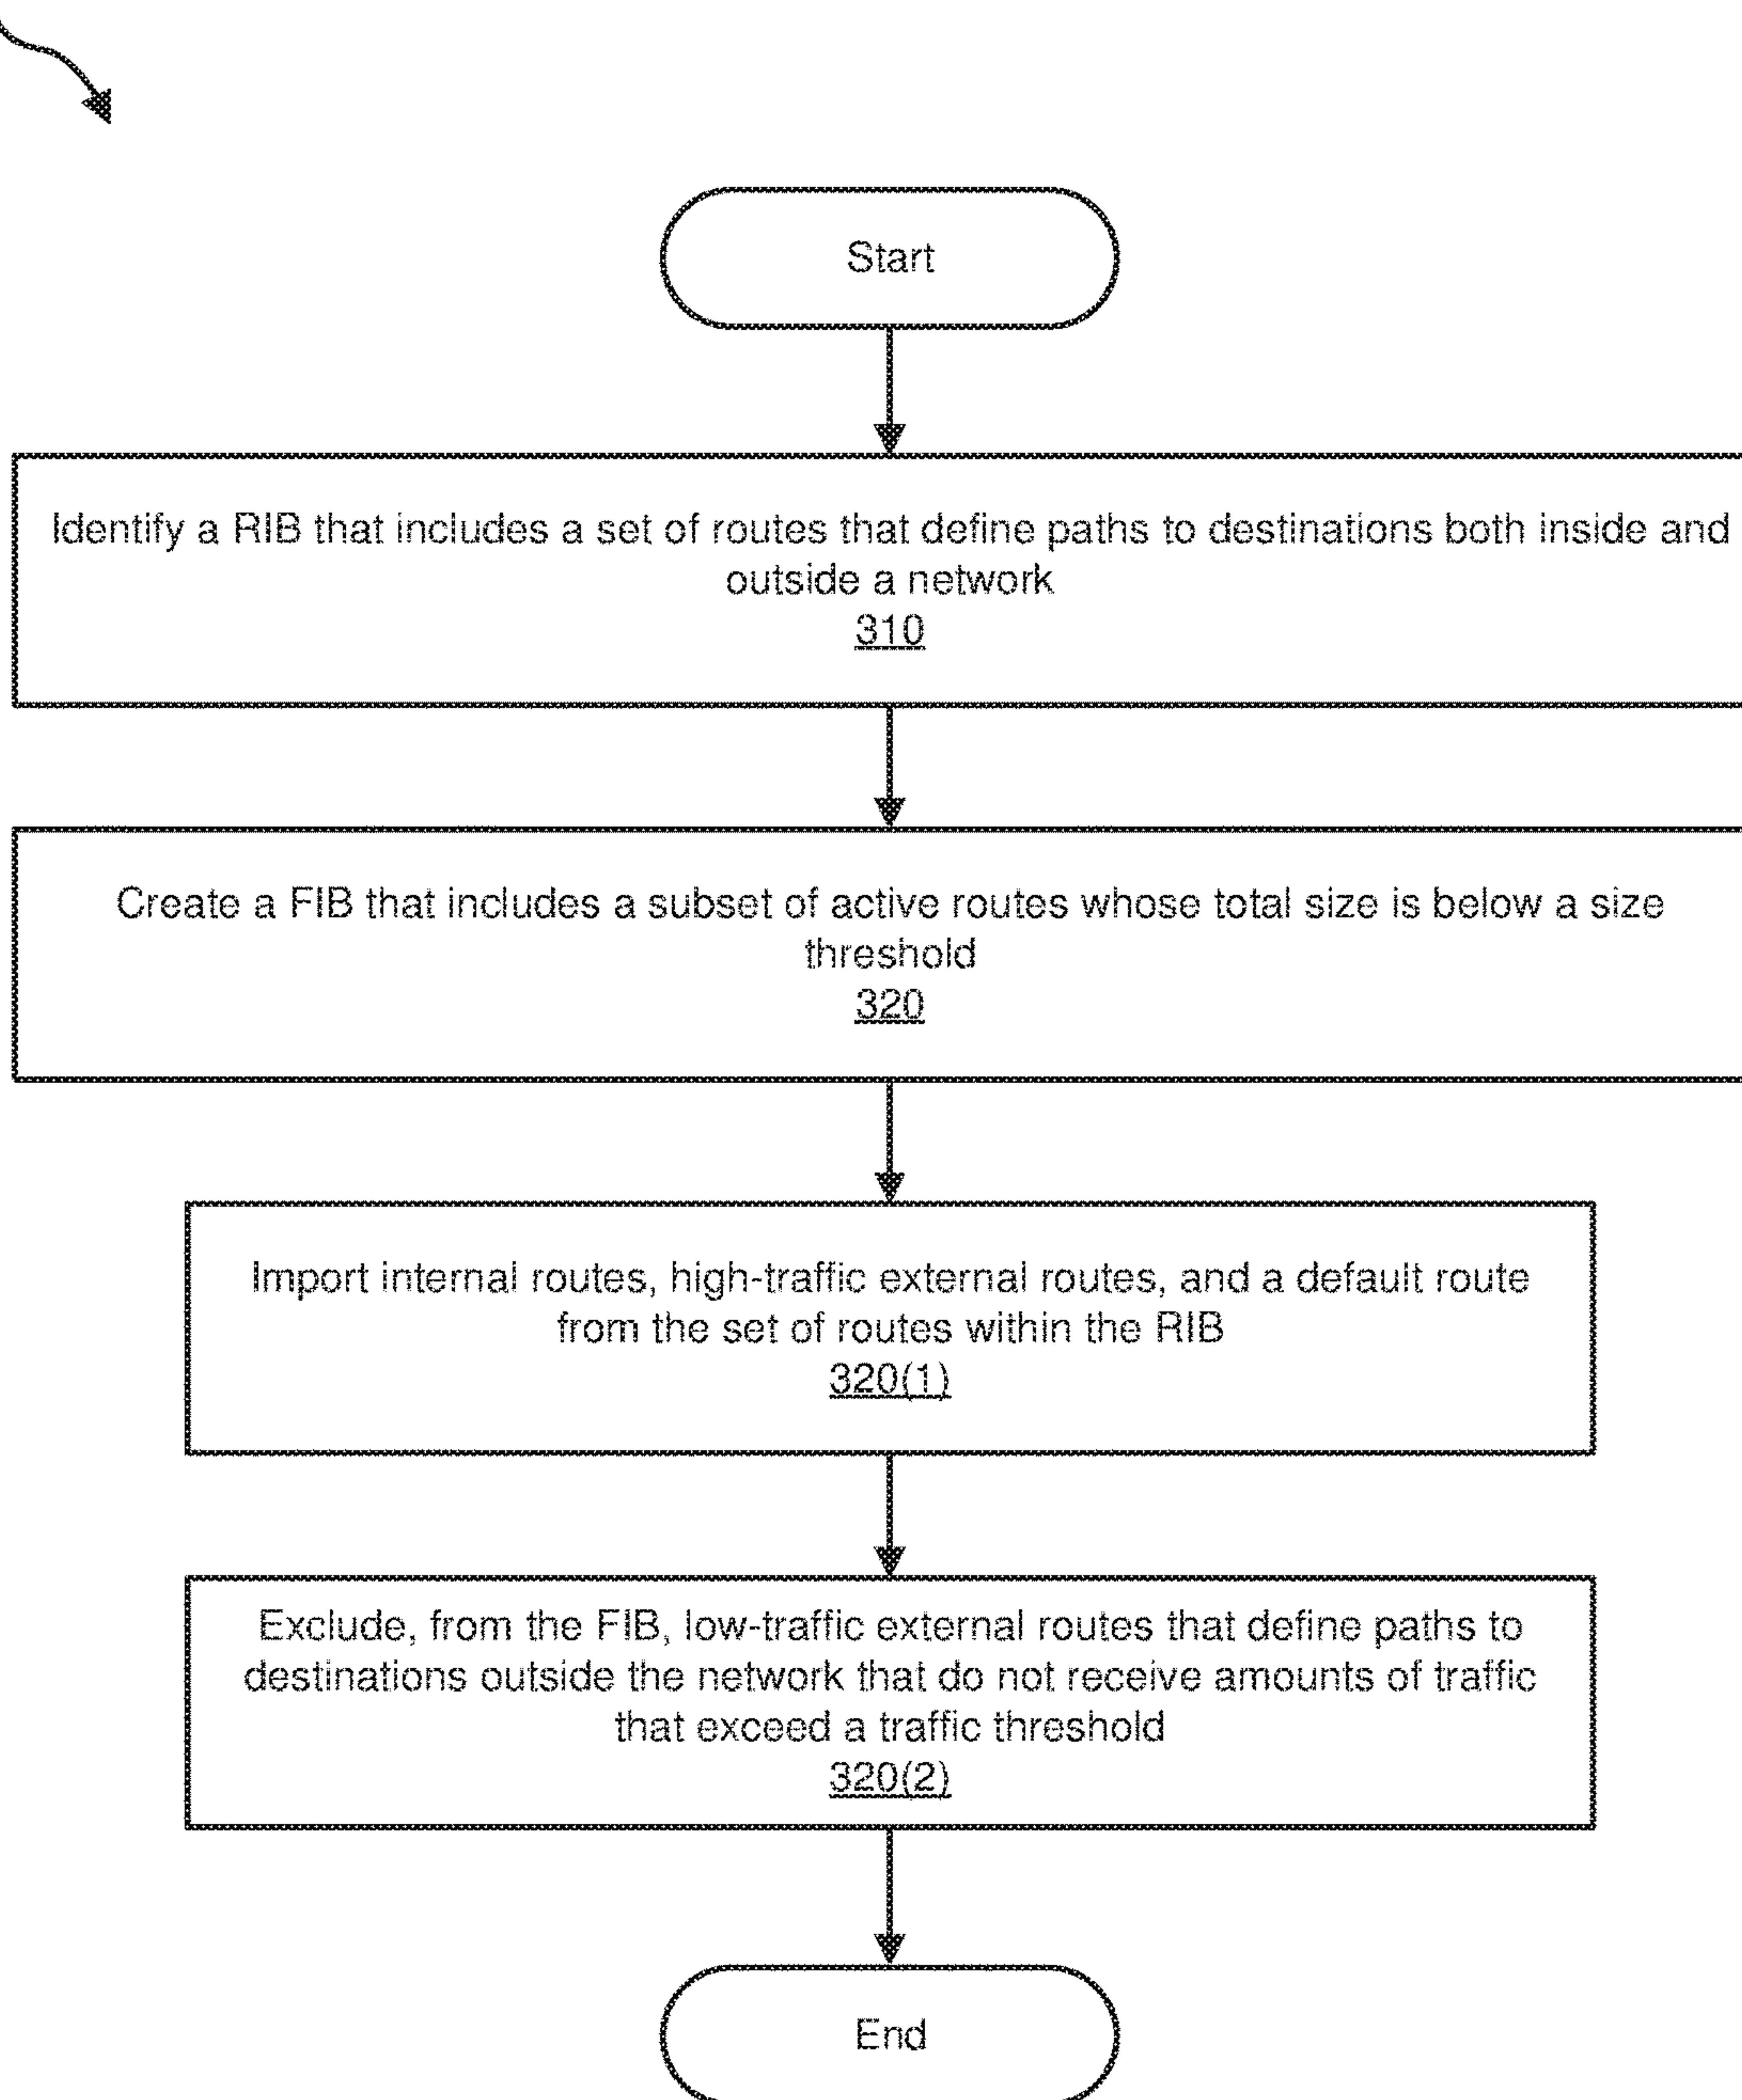 Start
Identify a RIB that includes a set of routes that define paths to destinations both inside and
outside a network
310
Create a FIB that includes a subset of active routes whose total size is below a size
threshold
320
Import internal routes, high-traffic external routes, and a default route
from the set of routes within the RIB
320(1)
Exclude, from the FIB, low-traffic external routes that define paths to
destinations outside the network that do not receive amounts of traffic
that exceed a traffic threshold
320(2)
End